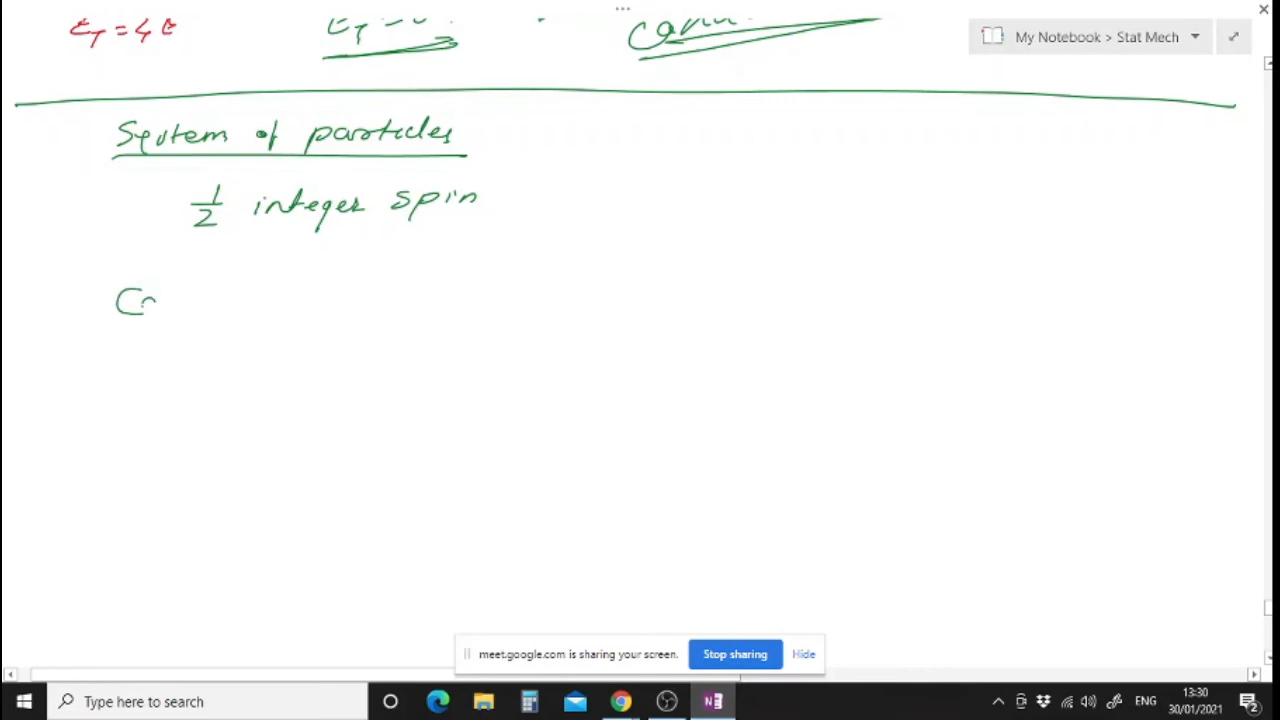 My Notebook > Stat Mech
System of particles
1/2 integer spin
meet.google.com is sharing your screen.
Stop sharing
Hide
Type here to search
ENG
13:30
30/01/2021
2